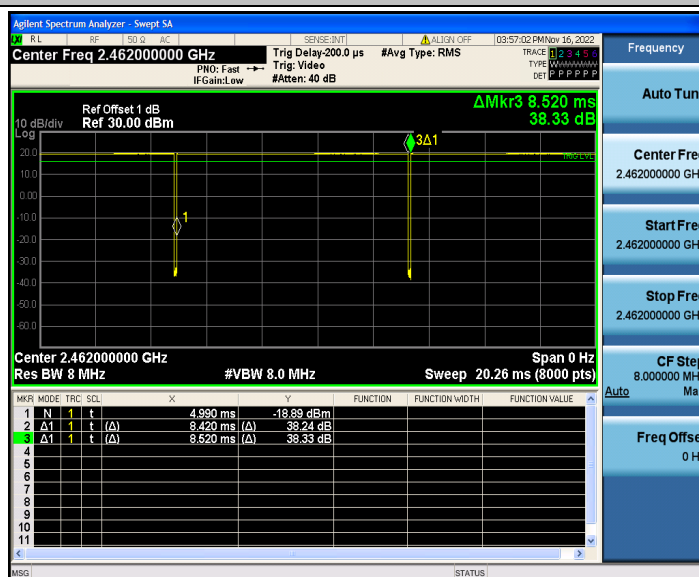 Agilent Spectrum Analyzer - Swept SA
RL RF 50 Ω AC SENSE:INT ALIGN OFF 03:57:02 PM Nov 16, 2022
Center Freq 2.462000000 GHz
Trig Delay-200.0 µs #Avg Type: RMS
TRACE 1 2 3 4 5 6
PNO: Fast Trig: Video
TYPE WWWWWW
IFGain:Low #Atten: 40 dB
DET P P P P P P
Ref Offset 1 dB
ΔMkr3 8.520 ms
10 dB/div Ref 30.00 dBm
38.33 dB
Log
3Δ1
TRIG LVL
20.0
10.0
0.00
-10.0
1
-20.0
-30.0
-40.0
-50.0
-60.0
Center 2.462000000 GHz Span 0 Hz
Res BW 8 MHz #VBW 8.0 MHz Sweep 20.26 ms (8000 pts)
MKR MODE TRC SCL X Y FUNCTION FUNCTION WIDTH FUNCTION VALUE
1 N 1 t 4.990 ms -18.89 dBm
2 Δ1 1 t (Δ) 8.420 ms (Δ) 38.24 dB
3 Δ1 1 t (Δ) 8.520 ms (Δ) 38.33 dB
4
5
6
7
8
9
10
11
MSG STATUS
Frequency
Auto Tun
Center Fre
2.462000000 GH
Start Fre
2.462000000 GH
Stop Fre
2.462000000 GH
CF Step
8.000000 MH
Auto Ma
Freq Offse
0 H